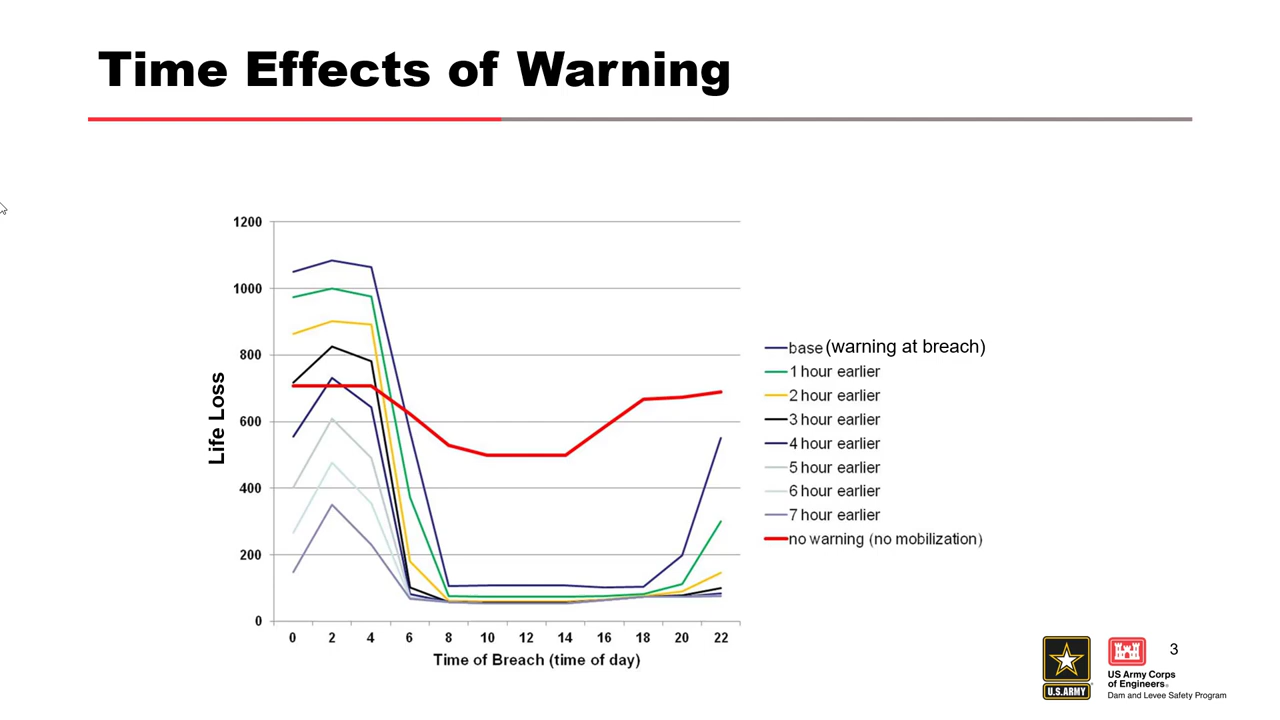 Time Effects of Warning
1200
1000
800
600
400
200
0
Life Loss
0 2 4 6 8 10 12 14 16 18 20 22
Time of Breach (time of day)
base (warning at breach)
1 hour earlier
2 hour earlier
3 hour earlier
4 hour earlier
5 hour earlier
6 hour earlier
7 hour earlier
no warning (no mobilization)
U.S.ARMY
US Army Corps
of Engineers®
Dam and Levee Safety Program
3